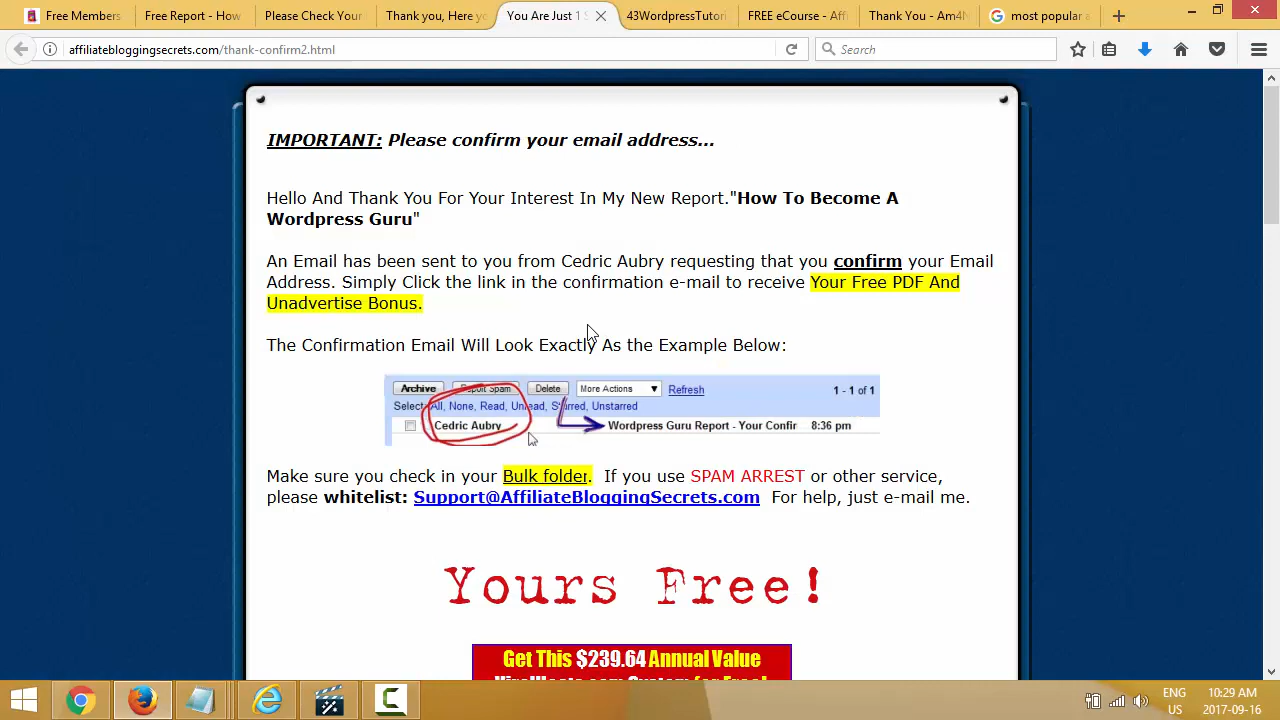 Free Members
Free Report - How
Please Check Your
Thank you, Here yo
You Are Just 1 S
43WordpressTutori
FREE eCourse - Affi
Thank You - Am4N
most popular a
affiliatebloggingsecrets.com/thank-confirm2.html
Search
IMPORTANT: Please confirm your email address...
Hello And Thank You For Your Interest In My New Report."How To Become A
Wordpress Guru"
An Email has been sent to you from Cedric Aubry requesting that you confirm your Email
Address. Simply Click the link in the confirmation e-mail to receive Your Free PDF And
Unadvertise Bonus.
The Confirmation Email Will Look Exactly As the Example Below:
Archive Report Spam Delete More Actions Refresh 1 - 1 of 1
Select: All, None, Read, Unread, Starred, Unstarred
Cedric Aubry Wordpress Guru Report - Your Confir 8:36 pm
Make sure you check in your Bulk folder. If you use SPAM ARREST or other service,
please whitelist: Support@AffiliateBloggingSecrets.com For help, just e-mail me.
Yours Free!
Get This $239.64 Annual Value
ENG 10:29 AM
US 2017-09-16